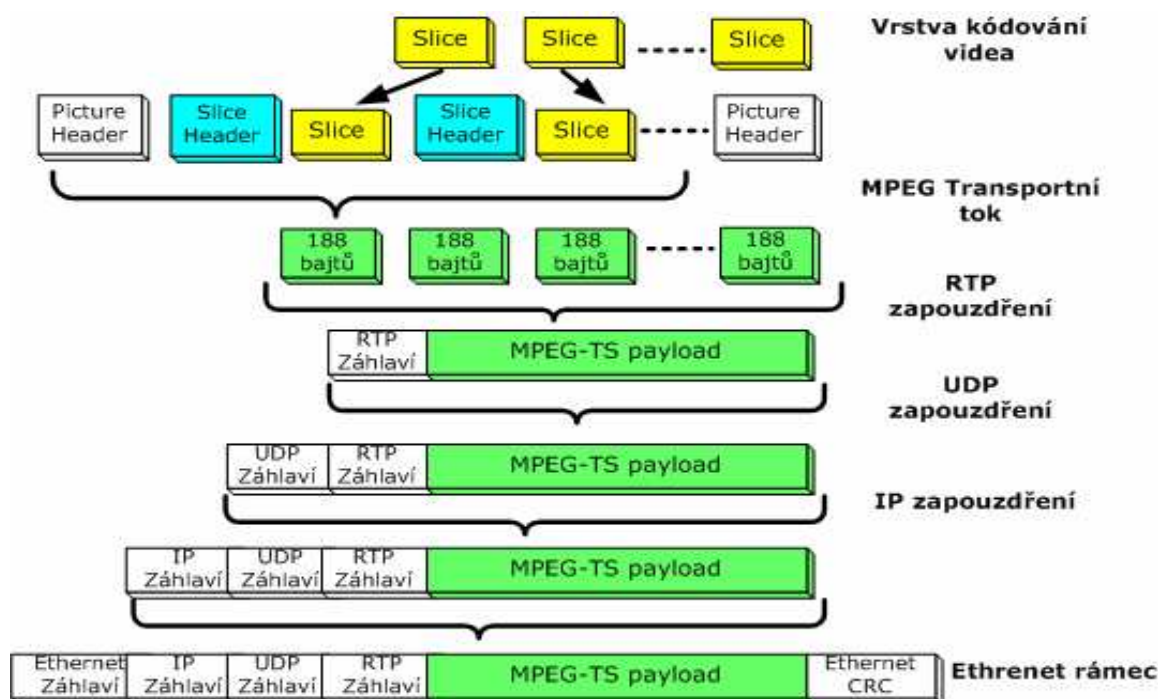 Slice Slice Slice
Vrstva kódování
videa
Picture
Header
Slice
Header
Slice
Slice
Header
Slice
Picture
Header
MPEG Transportní
tok
188
bajtů
188
bajtů
188
bajtů
188
bajtů
RTP
zapouzdření
RTP
Záhlaví
MPEG-TS payload
UDP
zapouzdření
UDP
Záhlaví
RTP
Záhlaví
MPEG-TS payload
IP zapouzdření
IP
Záhlaví
UDP
Záhlaví
RTP
Záhlaví
MPEG-TS payload
Ethernet
Záhlaví
IP
Záhlaví
UDP
Záhlaví
RTP
Záhlaví
MPEG-TS payload
Ethernet
CRC
Ethrenet rámec